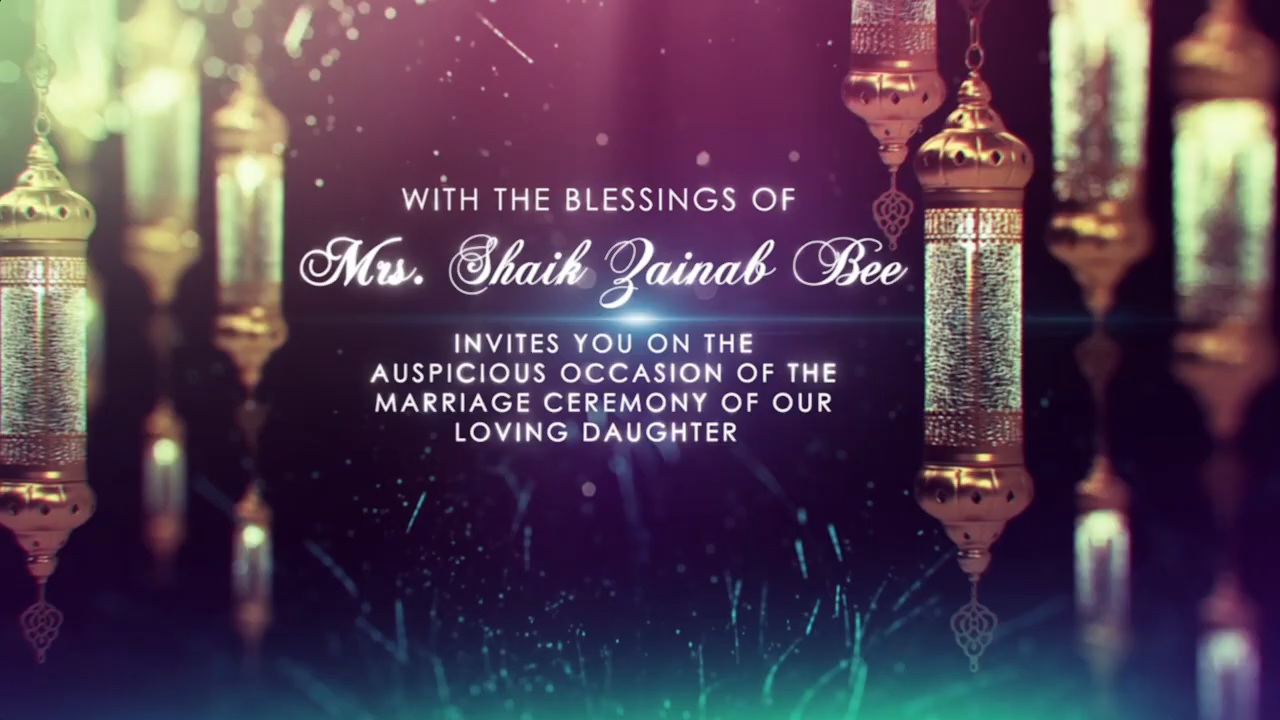 WITH THE BLESSINGS OF
Mrs. Shaik Zainab Bee
INVITES YOU ON THE
AUSPICIOUS OCCASION OF THE
MARRIAGE CEREMONY OF OUR
LOVING DAUGHTER